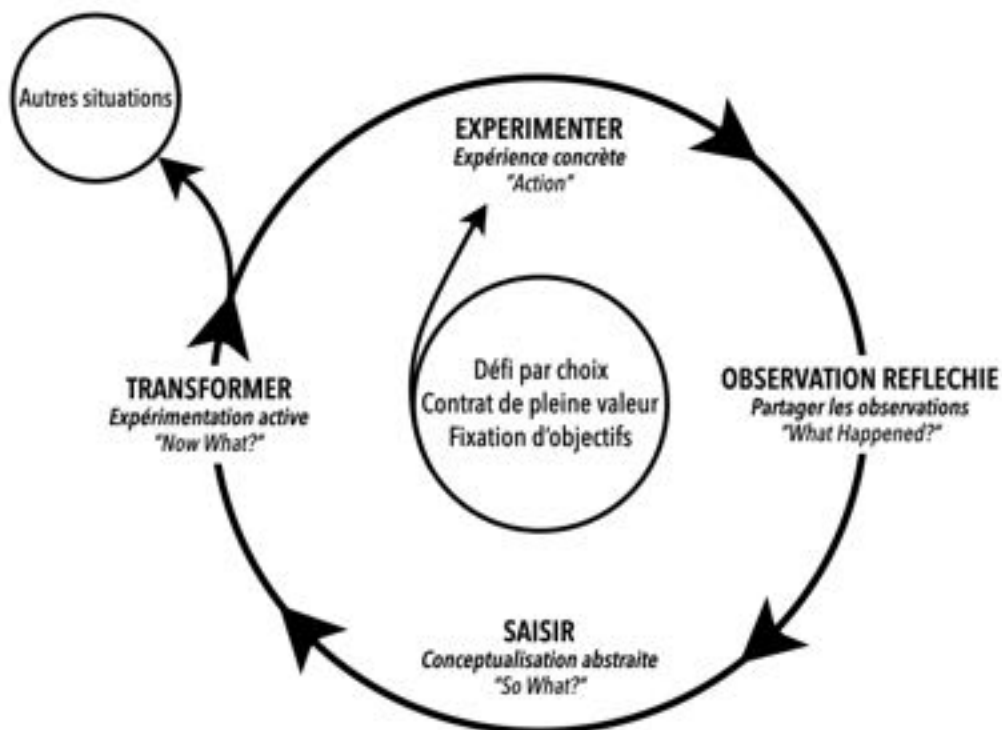 Autres situations
EXPERIMENTER
Expérience concrète
"Action"
Défi par choix
Contrat de pleine valeur
Fixation d'objectifs
OBSERVATION REFLECHIE
Partager les observations
"What Happened?"
TRANSFORMER
Expérimentation active
"Now What?"
SAISIR
Conceptualisation abstraite
"So What?"